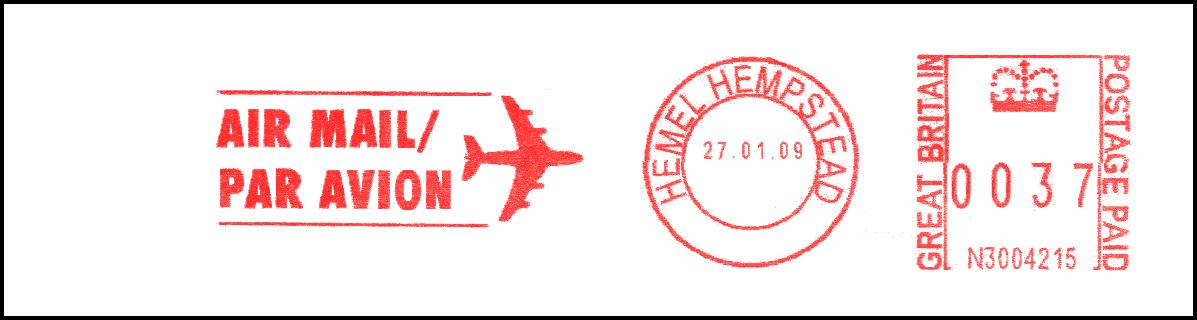 AIR MAIL/
PAR AVION
HEMEL HEMPSTEAD
27.01.09
GREAT BRITAIN
0037
N3004215
POSTAGE PAID